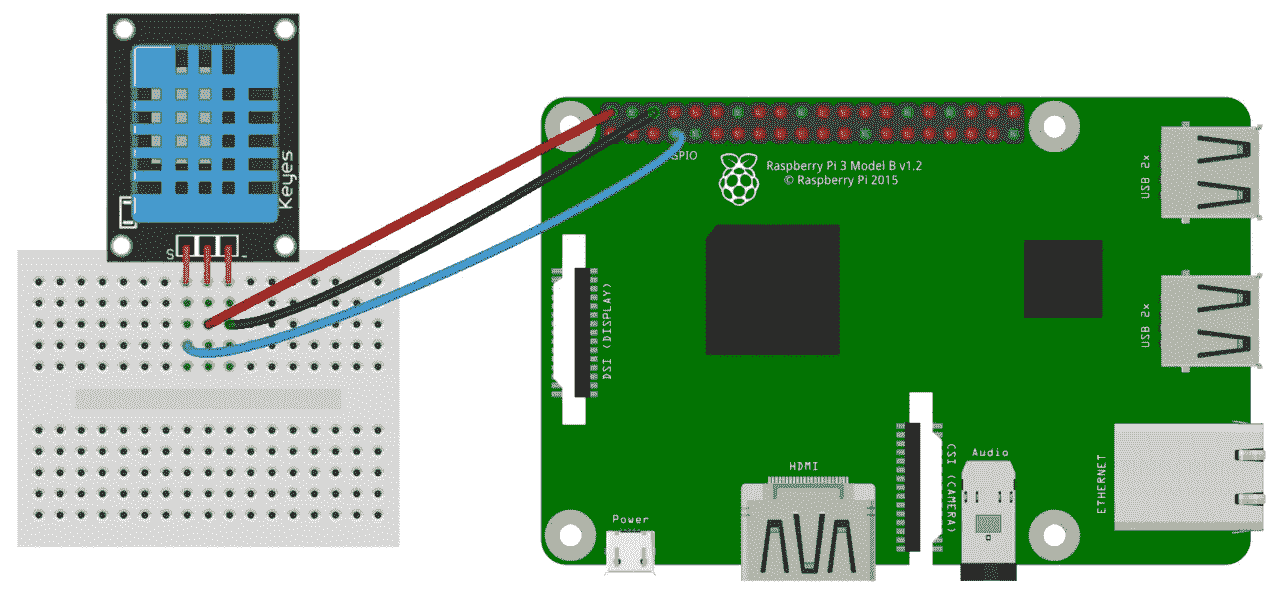 Keyes
S
-
GPIO
Raspberry Pi 3 Model B v1.2
© Raspberry Pi 2015
USB 2x
DSI (DISPLAY)
USB 2x
CSI (CAMERA)
Audio
ETHERNET
HDMI
Power